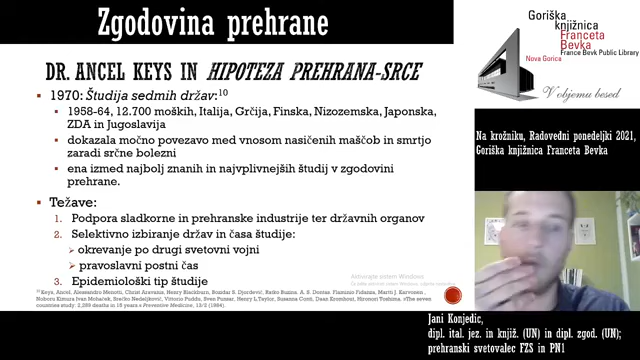 Zgodovina prehrane
DR. ANCEL KEYS IN HIPOTEZA PREHRANA-SRCE
1970: Študija sedmih držav:10
1958-64, 12.700 moških, Italija, Grčija, Finska, Nizozemska, Japonska,
ZDA in Jugoslavija
dokazala močno povezavo med vnosom nasičenih maščob in smrtjo
zaradi srčne bolezni
ena izmed najbolj znanih in najvplivnejših študij v zgodovini
prehrane.
Težave:
1. Podpora sladkorne in prehranske industrije ter državnih organov
2. Selektivno izbiranje držav in časa študije:
okrevanje po drugi svetovni vojni
pravoslavni postni čas
3. Epidemiološki tip študije
Aktivirajte sistem Windows
Goriška
knjižnica
Franceta
Bevka
France Bevk Public Library
Nova Gorica
V objemu besed
Na krožniku, Radovedni ponedeljki 2021,
Goriška knjižnica Franceta Bevka
Jani Konjedic,
dipl. ital. jez. in knjiž. (UN) in dipl. zgod. (UN);
prehranski svetovalec FZS in PN1